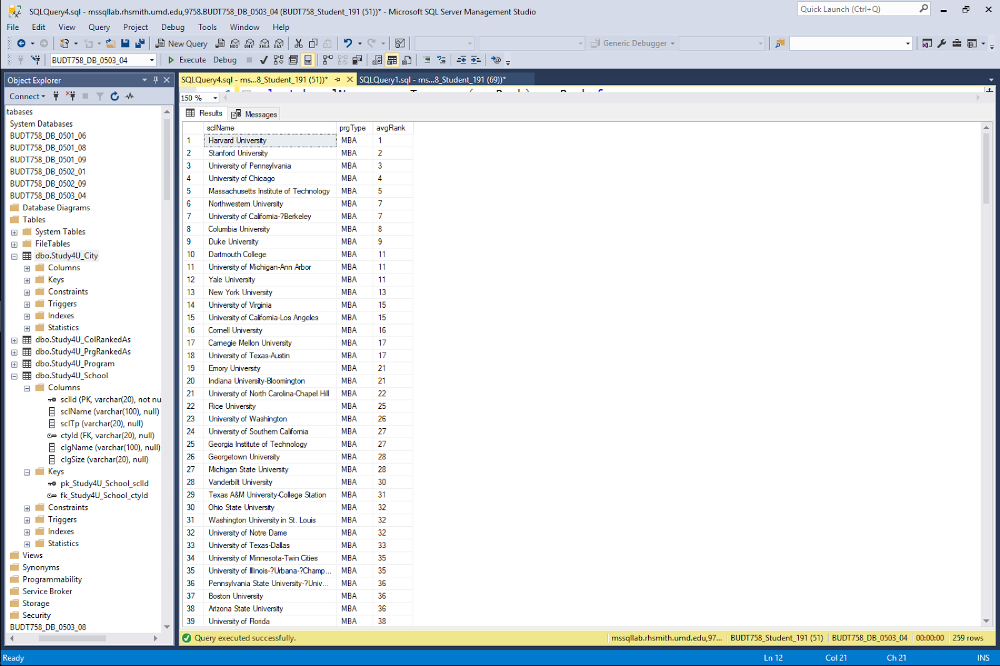 SQLQuery4.sql - mssqllab.rhsmith.umd.edu,9758.BUDT758_DB_0503_04 (BUDT758_Student_191 (51))* - Microsoft SQL Server Management Studio
Quick Launch (Ctrl+Q)
File Edit View Query Project Debug Tools Window Help
New Query MDX DMX XMLA DAX Generic Debugger
BUDT758_DB_0503_04 Execute Debug
Object Explorer
SQLQuery4.sql - ms...8_Student_191 (51))* SQLQuery1.sql - ms...8_Student_191 (69))*
Connect
150 %
Results Messages
tabases
System Databases
BUDT758_DB_0501_06
BUDT758_DB_0501_08
BUDT758_DB_0501_09
BUDT758_DB_0502_01
BUDT758_DB_0502_09
BUDT758_DB_0503_04
Database Diagrams
Tables
System Tables
FileTables
dbo.Study4U_City
Columns
Keys
Constraints
Triggers
Indexes
Statistics
dbo.Study4U_ColRankedAs
dbo.Study4U_PrgRankedAs
dbo.Study4U_Program
dbo.Study4U_School
Columns
sclId (PK, varchar(20), not nu
sclName (varchar(100), null)
sclTp (varchar(20), null)
ctyId (FK, varchar(20), null)
clgName (varchar(100), null)
clgSize (varchar(20), null)
Keys
pk_Study4U_School_sclId
fk_Study4U_School_ctyId
Constraints
Triggers
Indexes
Statistics
Views
Synonyms
Programmability
Service Broker
Storage
Security
BUDT758_DB_0503_08
sclName prgType avgRank
1 Harvard University MBA 1
2 Stanford University MBA 2
3 University of Pennsylvania MBA 3
4 University of Chicago MBA 4
5 Massachusetts Institute of Technology MBA 5
6 Northwestern University MBA 7
7 University of California-?Berkeley MBA 7
8 Columbia University MBA 8
9 Duke University MBA 9
10 Dartmouth College MBA 11
11 University of Michigan-Ann Arbor MBA 11
12 Yale University MBA 11
13 New York University MBA 13
14 University of Virginia MBA 15
15 University of California-Los Angeles MBA 15
16 Cornell University MBA 16
17 Carnegie Mellon University MBA 17
18 University of Texas-Austin MBA 17
19 Emory University MBA 21
20 Indiana University-Bloomington MBA 21
21 University of North Carolina-Chapel Hill MBA 22
22 Rice University MBA 25
23 University of Washington MBA 26
24 University of Southern California MBA 27
25 Georgia Institute of Technology MBA 27
26 Georgetown University MBA 28
27 Michigan State University MBA 28
28 Vanderbilt University MBA 30
29 Texas A&M University-College Station MBA 31
30 Ohio State University MBA 32
31 Washington University in St. Louis MBA 32
32 University of Notre Dame MBA 32
33 University of Texas-Dallas MBA 33
34 University of Minnesota-Twin Cities MBA 35
35 University of Illinois-?Urbana-?Champ... MBA 35
36 Pennsylvania State University-?Univ... MBA 36
37 Boston University MBA 36
38 Arizona State University MBA 36
39 University of Florida MBA 38
Query executed successfully. mssqllab.rhsmith.umd.edu,97... BUDT758_Student_191 (51) BUDT758_DB_0503_04 00:00:00 259 rows
Ready Ln 12 Col 21 Ch 21 INS